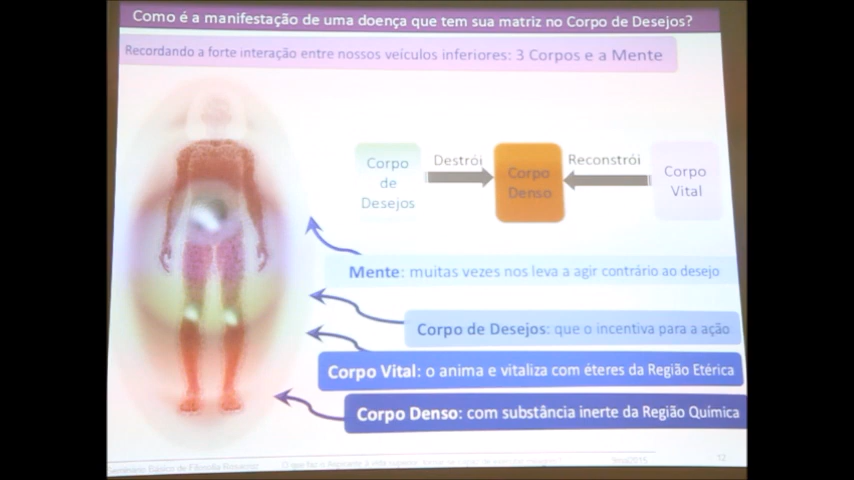 Como é a manifestação de uma doença que tem sua matriz no Corpo de Desejos?
Recordando a forte interação entre nossos veículos inferiores: 3 Corpos e a Mente
Corpo
de
Desejos
Destrói
Corpo
Denso
Reconstrói
Corpo
Vital
Mente: muitas vezes nos leva a agir contrário ao desejo
Corpo de Desejos: que o incentiva para a ação
Corpo Vital: o anima e vitaliza com éteres da Região Etérica
Corpo Denso: com substância inerte da Região Química
12